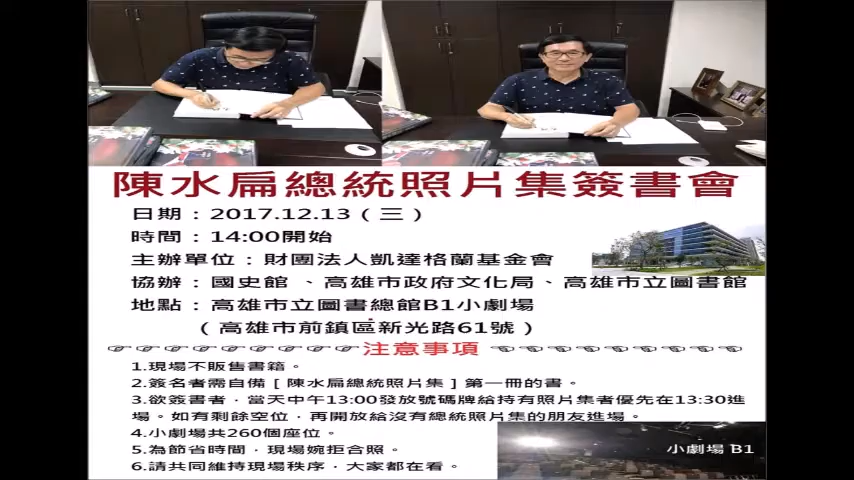 陳水扁總統照片集簽書會
日期：2017.12.13（三）
時間：14:00開始
主辦單位：財團法人凱達格蘭基金會
協辦：國史館 、高雄市政府文化局、高雄市立圖書館
地點：高雄市立圖書總館B1小劇場
（高雄市前鎮區新光路61號）
注意事項
1.現場不販售書籍。
2.簽名者需自備［陳水扁總統照片集］第一冊的書。
3.欲簽書者，當天中午13:00發放號碼牌給持有照片集者優先在13:30進
場。如有剩餘空位，再開放給沒有總統照片集的朋友進場。
4.小劇場共260個座位。
5.為節省時間，現場婉拒合照。
6.請共同維持現場秩序，大家都在看。
小劇場 B1